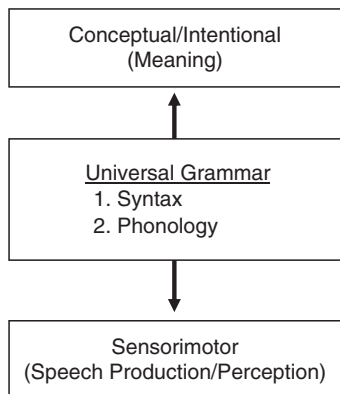 Conceptual/Intentional
(Meaning)
Universal Grammar
1. Syntax
2. Phonology
Sensorimotor
(Speech Production/Perception)